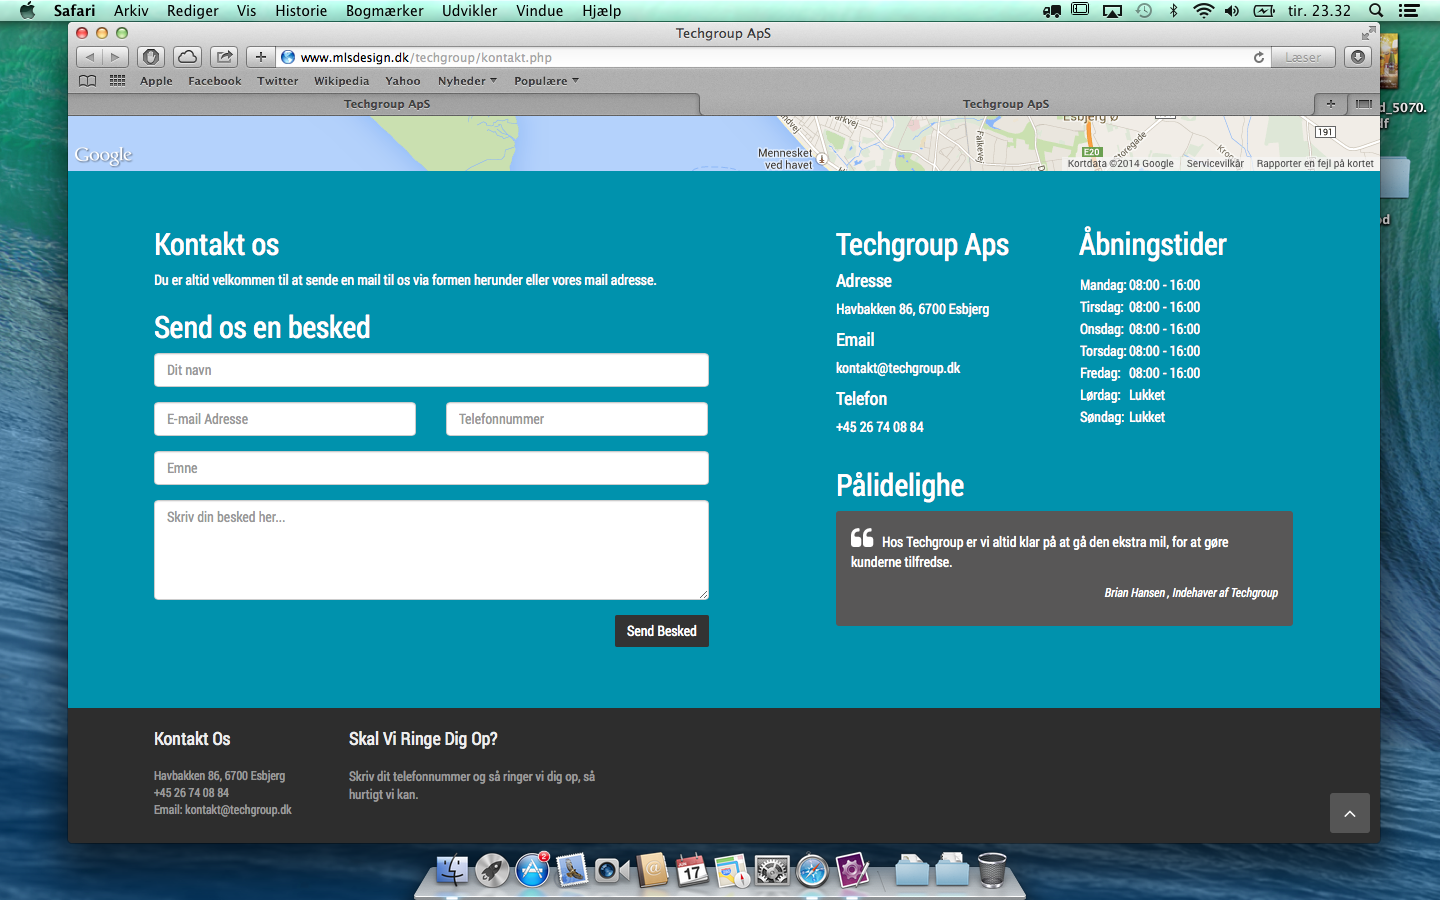 Safari Arkiv Rediger Vis Historie Bogmærker Udvikler Vindue Hjælp tir. 23.32
Techgroup ApS
www.mlsdesign.dk/techgroup/kontakt.php Læser
Apple Facebook Twitter Wikipedia Yahoo Nyheder Populære
Techgroup ApS Techgroup ApS
d_5070.
Google
Mennesket
ved havet
Falkevej
Esbjerg Ø
E20
191
Kortdata ©2014 Google Servicevilkår Rapporter en fejl på kortet
Kontakt os
Du er altid velkommen til at sende en mail til os via formen herunder eller vores mail adresse.
Send os en besked
Dit navn
E-mail Adresse Telefonnummer
Emne
Skriv din besked her...
Send Besked
Techgroup Aps
Adresse
Havbakken 86, 6700 Esbjerg
Email
kontakt@techgroup.dk
Telefon
+45 26 74 08 84
Åbningstider
Mandag: 08:00 - 16:00
Tirsdag: 08:00 - 16:00
Onsdag: 08:00 - 16:00
Torsdag: 08:00 - 16:00
Fredag: 08:00 - 16:00
Lørdag: Lukket
Søndag: Lukket
Pålidelighe
Hos Techgroup er vi altid klar på at gå den ekstra mil, for at gøre
kunderne tilfredse.
Brian Hansen , Indehaver af Techgroup
Kontakt Os
Havbakken 86, 6700 Esbjerg
+45 26 74 08 84
Email: kontakt@techgroup.dk
Skal Vi Ringe Dig Op?
Skriv dit telefonnummer og så ringer vi dig op, så
hurtigt vi kan.
2
17